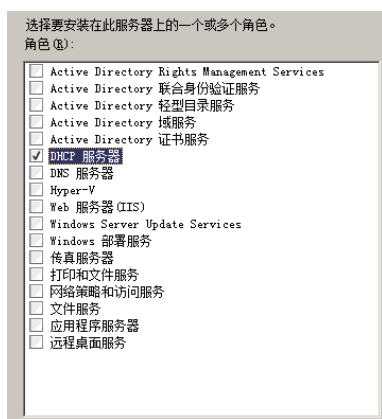 选择要安装在此服务器上的一个或多个角色。
角色(R):
Active Directory Rights Management Services
Active Directory 联合身份验证服务
Active Directory 轻型目录服务
Active Directory 域服务
Active Directory 证书服务
DHCP 服务器
DNS 服务器
Hyper-V
Web 服务器(IIS)
Windows Server Update Services
Windows 部署服务
传真服务器
打印和文件服务
网络策略和访问服务
文件服务
应用程序服务器
远程桌面服务